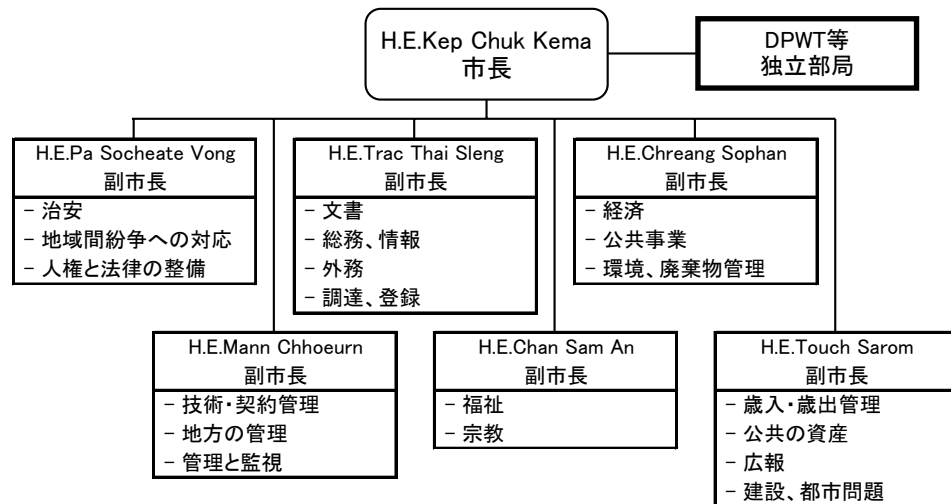 H.E.Kep Chuk Kema
市長
DPWT等
独立部局
H.E.Pa Socheate Vong
副市長
- 治安
- 地域間紛争への対応
- 人権と法律の整備
H.E.Trac Thai Sleng
副市長
- 文書
- 総務、情報
- 外務
- 調達、登録
H.E.Chreang Sophan
副市長
- 経済
- 公共事業
- 環境、廃棄物管理
H.E.Mann Chhoeurn
副市長
- 技術・契約管理
- 地方の管理
- 管理と監視
H.E.Chan Sam An
副市長
- 福祉
- 宗教
H.E.Touch Sarom
副市長
- 歳入・歳出管理
- 公共の資産
- 広報
- 建設、都市問題